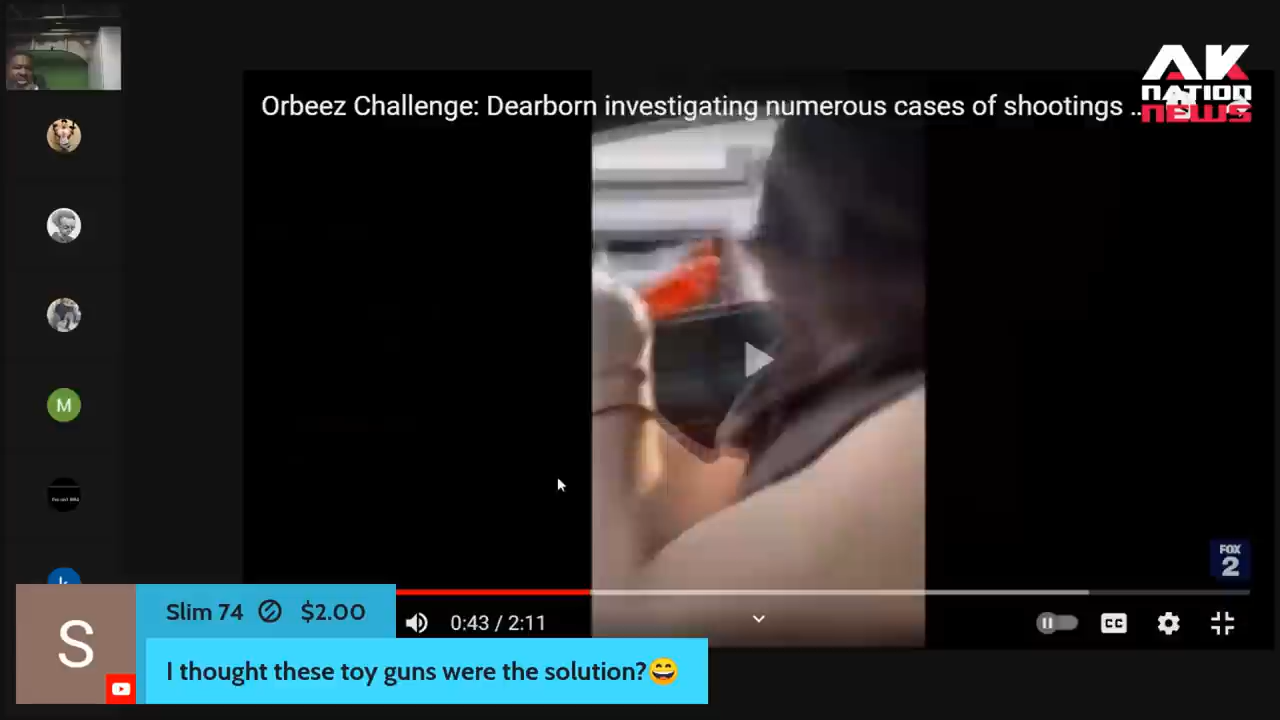 Orbeez Challenge: Dearborn investigating numerous cases of shootings ...
AK
NATION
NEWS
M
k
FOX
2
Slim 74 $2.00
S
I thought these toy guns were the solution?😄
0:43 / 2:11
CC